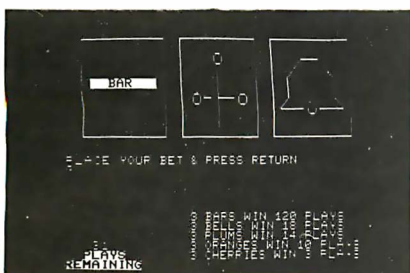 BAR
PLACE YOUR BET & PRESS RETURN
3 BARS WIN 120 PLAYS
3 BELLS WIN 18 PLAYS
3 PLUMS WIN 14 PLAYS
3 ORANGES WIN 10 PLAYS
3 CHERRIES WIN PLAYS
PLAYS
REMAINING